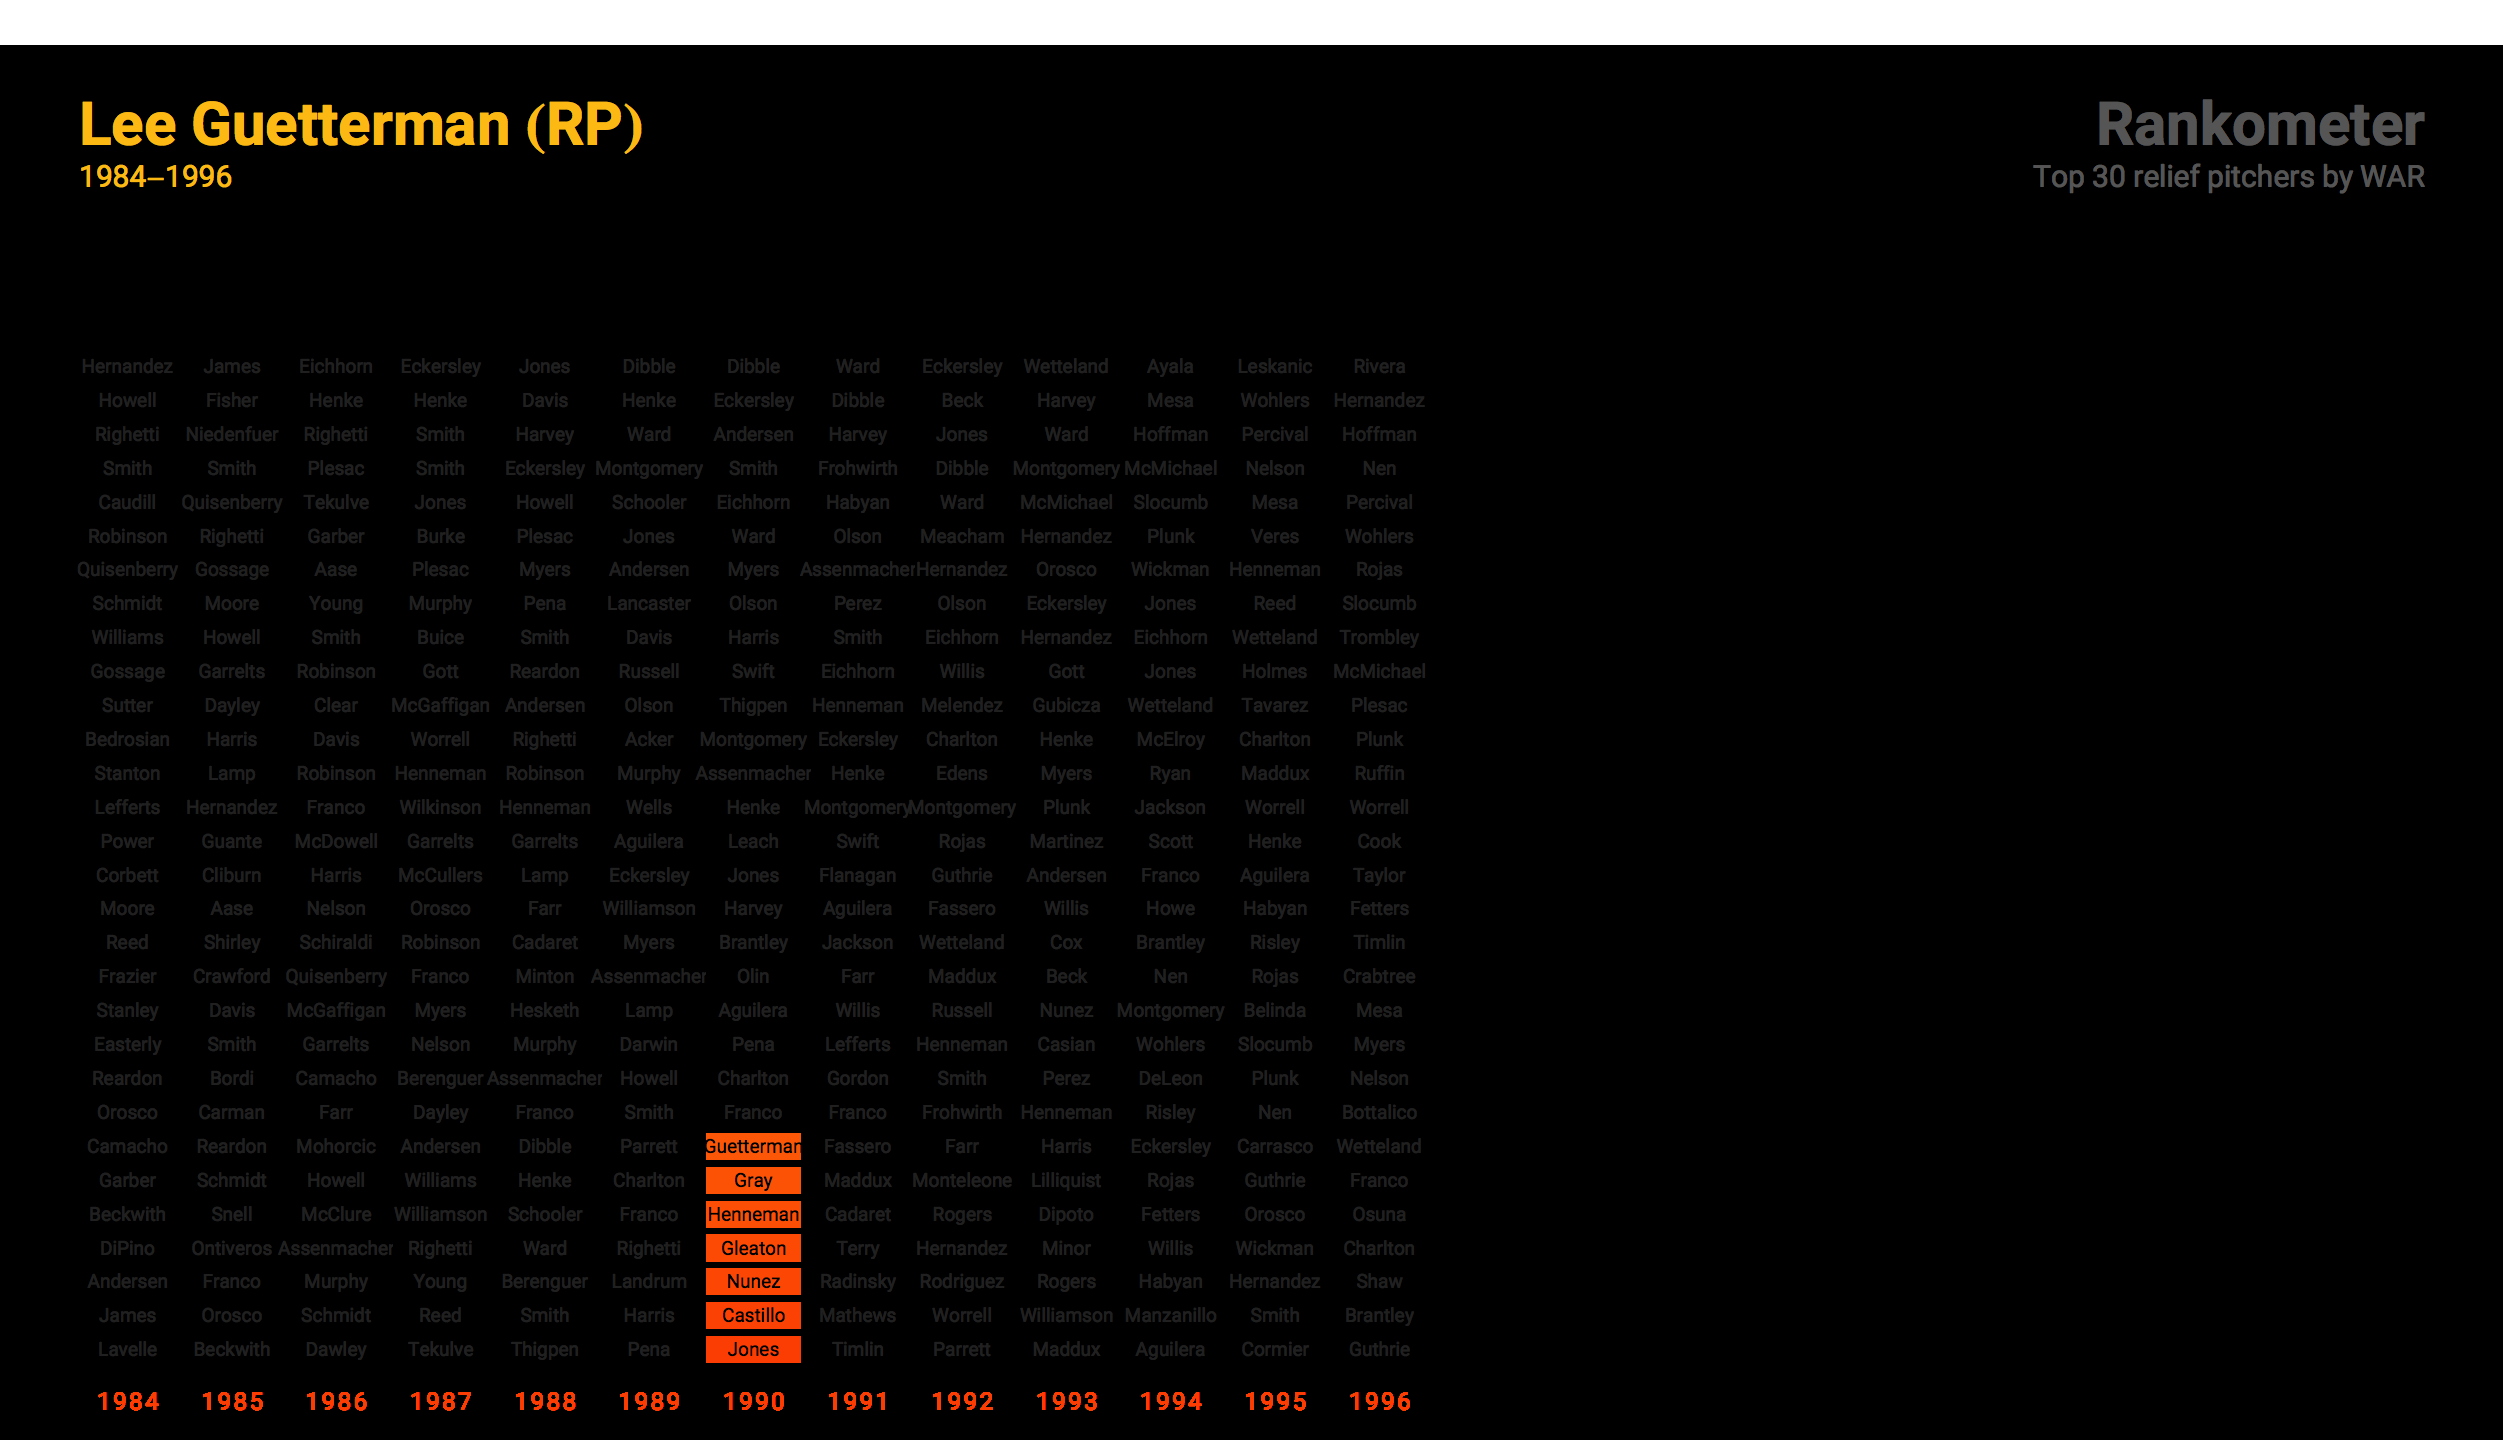 Lee Guetterman (RP)
1984–1996
Rankometer
Top 30 relief pitchers by WAR
Hernandez James Eichhorn Eckersley Jones Dibble Dibble Ward Eckersley Wetteland Ayala Leskanic Rivera
Howell Fisher Henke Henke Davis Henke Eckersley Dibble Beck Harvey Mesa Wohlers Hernandez
Righetti Niedenfuer Righetti Smith Harvey Ward Andersen Harvey Jones Ward Hoffman Percival Hoffman
Smith Smith Plesac Smith Eckersley Montgomery Smith Frohwirth Dibble Montgomery McMichael Nelson Nen
Caudill Quisenberry Tekulve Jones Howell Schooler Eichhorn Habyan Ward McMichael Slocumb Mesa Percival
Robinson Righetti Garber Burke Plesac Jones Ward Olson Meacham Hernandez Plunk Veres Wohlers
Quisenberry Gossage Aase Plesac Myers Andersen Myers Assenmacher Hernandez Orosco Wickman Henneman Rojas
Schmidt Moore Young Murphy Pena Lancaster Olson Perez Olson Eckersley Jones Reed Slocumb
Williams Howell Smith Buice Smith Davis Harris Smith Eichhorn Hernandez Eichhorn Wetteland Trombley
Gossage Garrelts Robinson Gott Reardon Russell Swift Eichhorn Willis Gott Jones Holmes McMichael
Sutter Dayley Clear McGaffigan Andersen Olson Thigpen Henneman Melendez Gubicza Wetteland Tavarez Plesac
Bedrosian Harris Davis Worrell Righetti Acker Montgomery Eckersley Charlton Henke McElroy Charlton Plunk
Stanton Lamp Robinson Henneman Robinson Murphy Assenmacher Henke Edens Myers Ryan Maddux Ruffin
Lefferts Hernandez Franco Wilkinson Henneman Wells Henke Montgomery Montgomery Plunk Jackson Worrell Worrell
Power Guante McDowell Garrelts Garrelts Aguilera Leach Swift Rojas Martinez Scott Henke Cook
Corbett Cliburn Harris McCullers Lamp Eckersley Jones Flanagan Guthrie Andersen Franco Aguilera Taylor
Moore Aase Nelson Orosco Farr Williamson Harvey Aguilera Fassero Willis Howe Habyan Fetters
Reed Shirley Schiraldi Robinson Cadaret Myers Brantley Jackson Wetteland Cox Brantley Risley Timlin
Frazier Crawford Quisenberry Franco Minton Assenmacher Olin Farr Maddux Beck Nen Rojas Crabtree
Stanley Davis McGaffigan Myers Hesketh Lamp Aguilera Willis Russell Nunez Montgomery Belinda Mesa
Easterly Smith Garrelts Nelson Murphy Darwin Pena Lefferts Henneman Casian Wohlers Slocumb Myers
Reardon Bordi Camacho Berenguer Assenmacher Howell Charlton Gordon Smith Perez DeLeon Plunk Nelson
Orosco Carman Farr Dayley Franco Smith Franco Franco Frohwirth Henneman Risley Nen Bottalico
Camacho Reardon Mohorcic Andersen Dibble Parrett Guetterman Fassero Farr Harris Eckersley Carrasco Wetteland
Garber Schmidt Howell Williams Henke Charlton Gray Maddux Monteleone Lilliquist Rojas Guthrie Franco
Beckwith Snell McClure Williamson Schooler Franco Henneman Cadaret Rogers Dipoto Fetters Orosco Osuna
DiPino Ontiveros Assenmacher Righetti Ward Righetti Gleaton Terry Hernandez Minor Willis Wickman Charlton
Andersen Franco Murphy Young Berenguer Landrum Nunez Radinsky Rodriguez Rogers Habyan Hernandez Shaw
James Orosco Schmidt Reed Smith Harris Castillo Mathews Worrell Williamson Manzanillo Smith Brantley
Lavelle Beckwith Dawley Tekulve Thigpen Pena Jones Timlin Parrett Maddux Aguilera Cormier Guthrie
1984 1985 1986 1987 1988 1989 1990 1991 1992 1993 1994 1995 1996